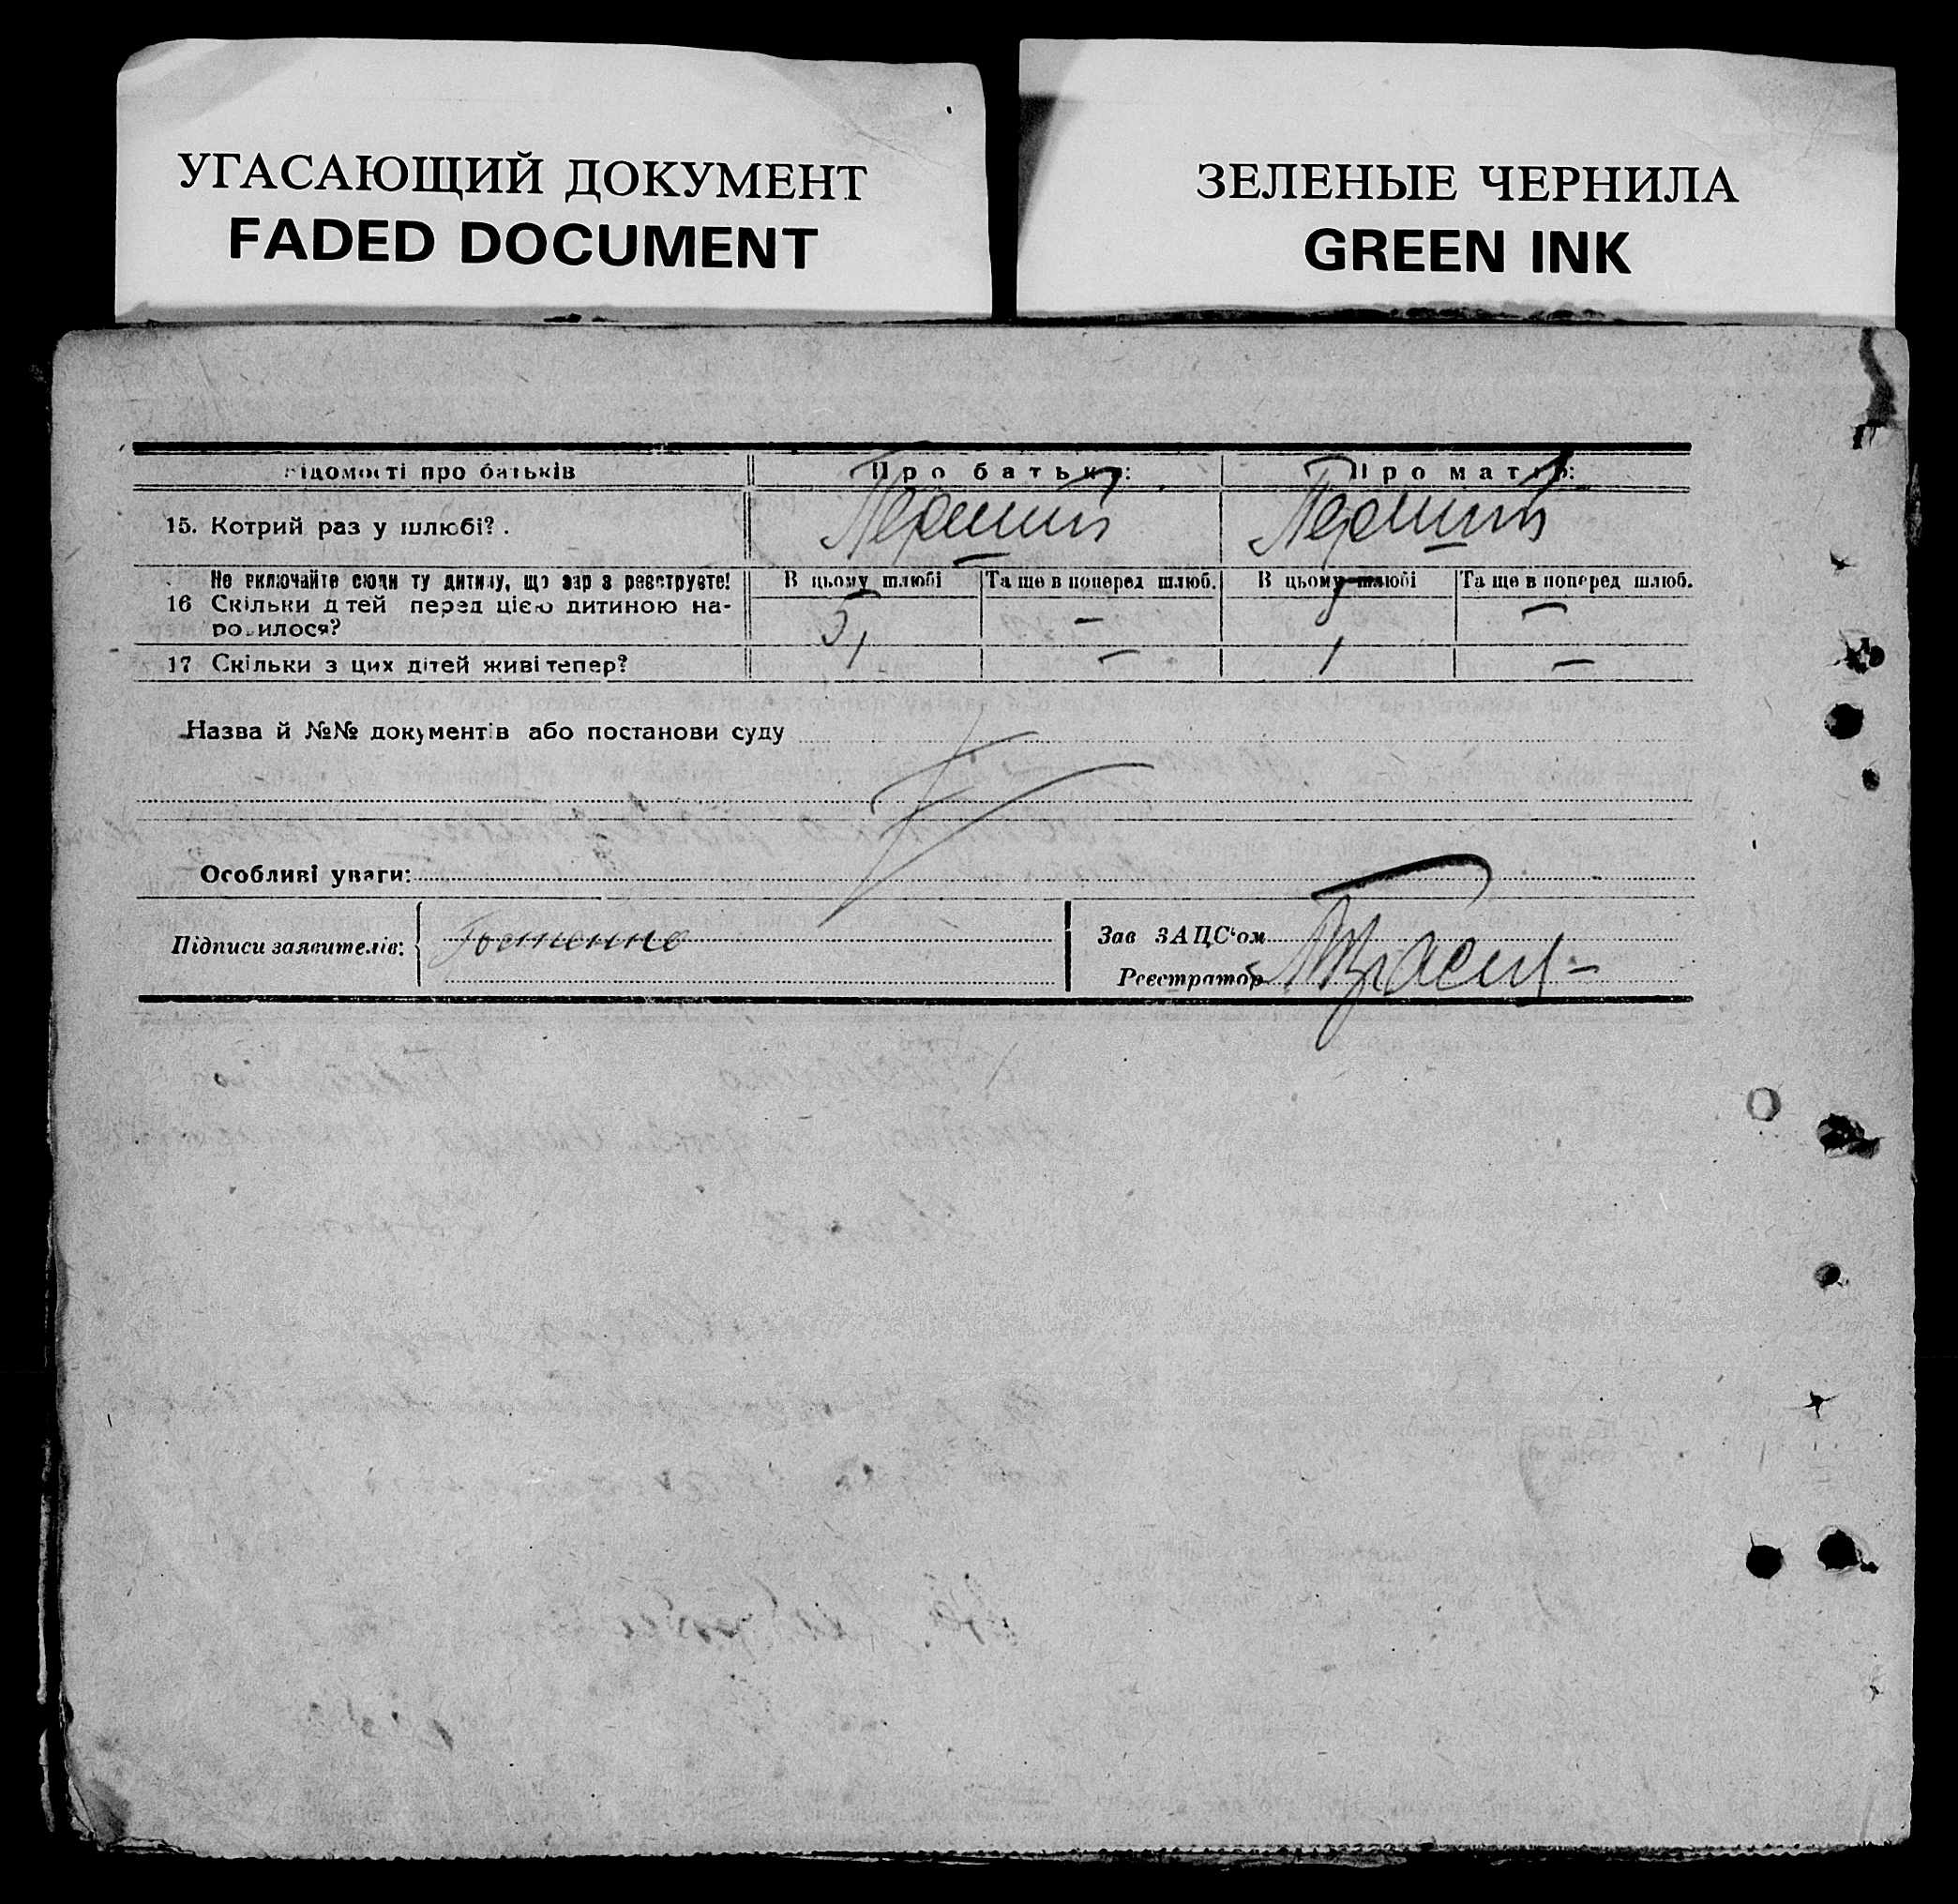 УГАСАЮЩИЙ ДОКУМЕНТ
FADED DOCUMENT
ЗЕЛЕНЫЕ ЧЕРНИЛА
GREEN INK
ідомості про батьків
Про батька:
Про матір:
15. Котрий раз у шлюбі?.
Перший
Перший
Не включайте сюди ту дитину, що зар з реєструєте!
16 Скільки дітей перед цією дитиною на-
родилося?
В цьому шлюбі
Та ще в поперед шлюб.
В цьому шлюбі
Та ще в поперед шлюб.
5
—
5
—
17 Скільки з цих дітей живі тепер?
1
—
1
—
Назва й №№ документів або постанови суду
Особливі уваги:
Підписи заявителів:
Зав ЗАЦС'ом
Реєстратор